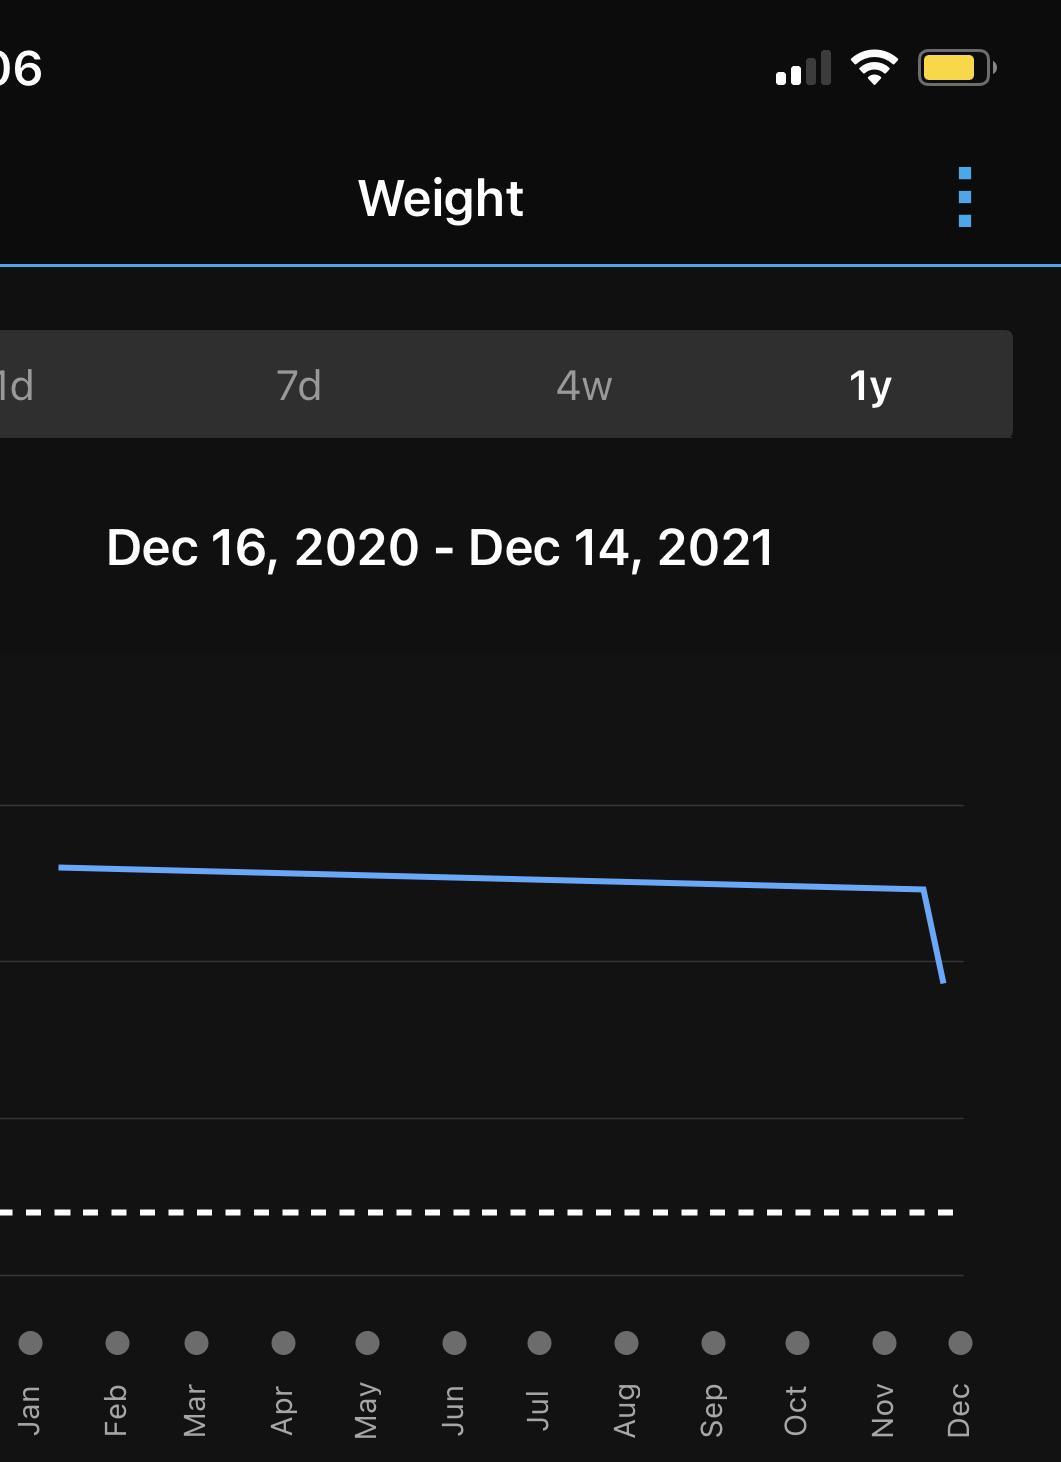 06
Weight
1d 7d 4w 1y
Dec 16, 2020 - Dec 14, 2021
Jan Feb Mar Apr May Jun Jul Aug Sep Oct Nov Dec